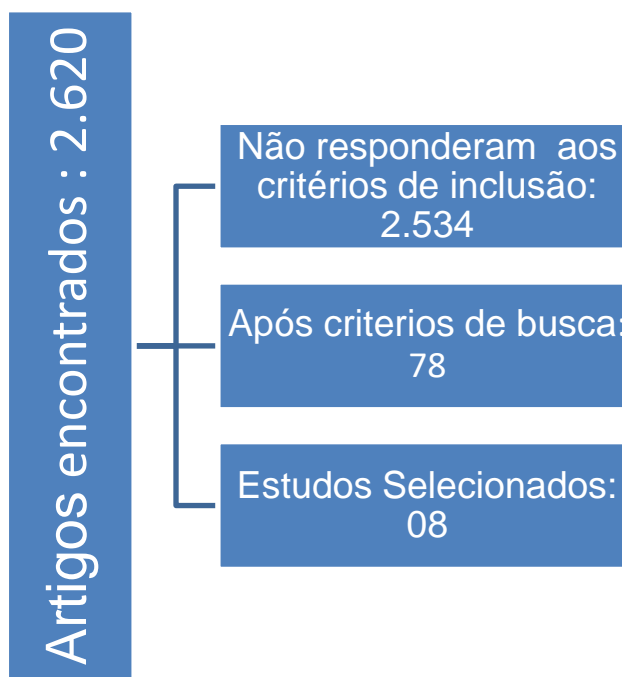 Artigos encontrados : 2.620
Não responderam aos
critérios de inclusão:
2.534
Após criterios de busca:
78
Estudos Selecionados:
08